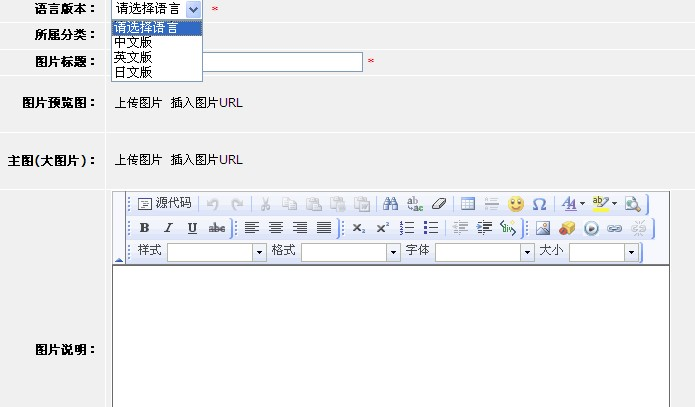 语言版本： 请选择语言 *
请选择语言
所属分类： 中文版
英文版
图片标题： *
日文版
图片预览图： 上传图片 插入图片URL
主图(大图片)： 上传图片 插入图片URL
源代码
B I U abc
样式 格式 字体 大小
图片说明：